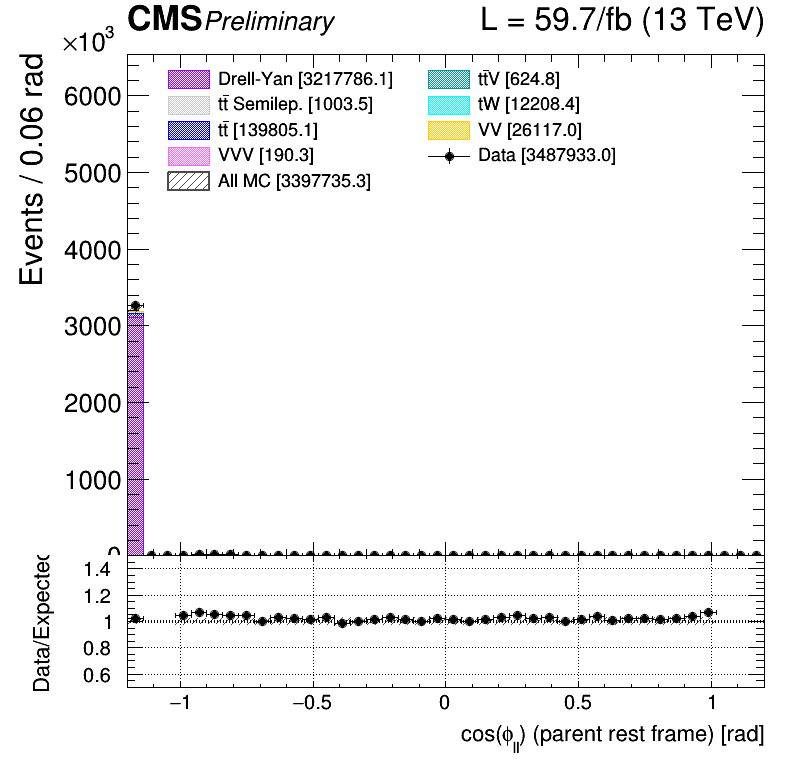 CMS Preliminary L = 59.7/fb (13 TeV)
×10³
Events / 0.06 rad
Drell-Yan [3217786.1]
tt̄ Semilep. [1003.5]
tt̄ [139805.1]
VVV [190.3]
All MC [3397735.3]
tt̄V [624.8]
tW [12208.4]
VV [26117.0]
Data [3487933.0]
6000
5000
4000
3000
2000
1000
0
Data/Expected
1.4
1.2
1
0.8
0.6
−1 −0.5 0 0.5 1
cos(ϕ_ll) (parent rest frame) [rad]